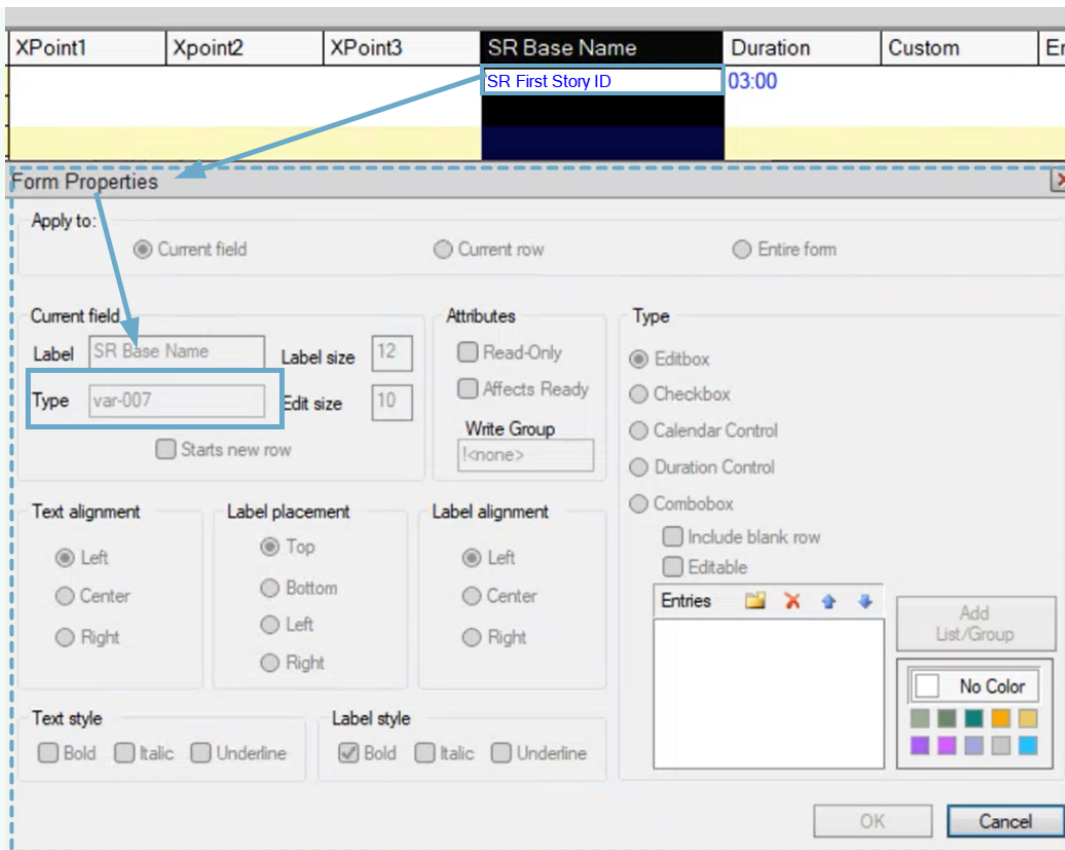 XPoint1 Xpoint2 XPoint3 SR Base Name Duration Custom
SR First Story ID 03:00
Form Properties
Apply to:
Current field Current row Entire form
Current field Attributes Type
Label SR Base Name Label size 12 Read-Only Editbox
Type var-007 Edit size 10 Affects Ready Checkbox
Starts new row Write Group Calendar Control
!<none> Duration Control
Combobox
Text alignment Label placement Label alignment Include blank row
Left Top Left Editable
Center Bottom Center Entries
Right Left Right Add
List/Group
Right
No Color
Text style Label style
Bold Italic Underline Bold Italic Underline
OK Cancel